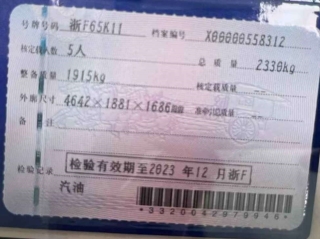 号牌号码 浙F65K11 档案编号 X00000558312
核定载人数 5人 总 质 量 2330kg
整备质量 1915kg 核定载质量 --
外廓尺寸 4642×1881×1686mm 准牵引总质量 --
备 注
检验有效期至2023 年 12 月浙F
检验记录
汽油
*3320042979946*